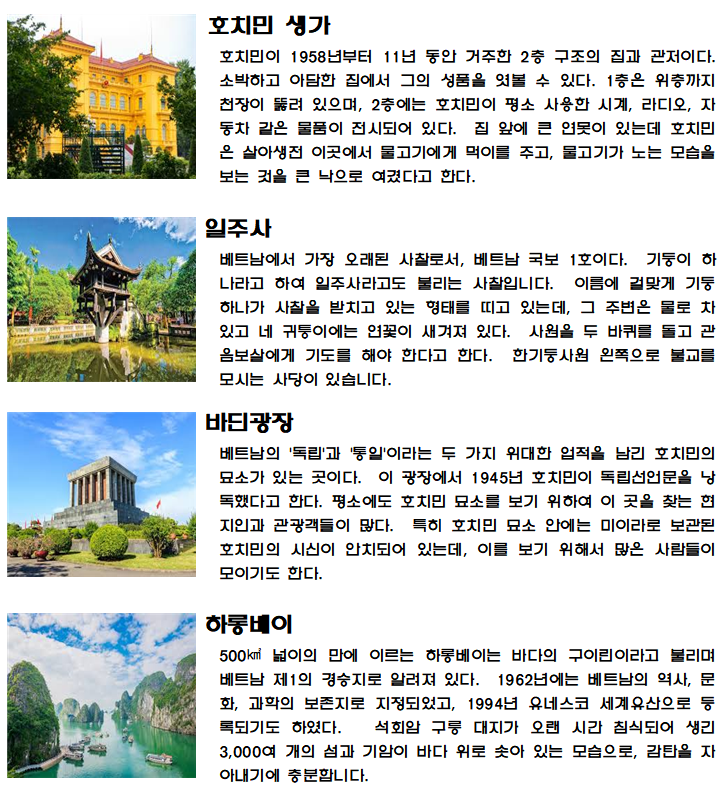 호치민 생가
호치민이 1958년부터 11년 동안 거주한 2층 구조의 집과 관저이다.
소박하고 아담한 집에서 그의 성품을 엿볼 수 있다. 1층은 위층까지
천장이 뚫려 있으며, 2층에는 호치민이 평소 사용한 시계, 라디오, 자
동차 같은 물품이 전시되어 있다. 집 앞에 큰 연못이 있는데 호치민
은 살아생전 이곳에서 물고기에게 먹이를 주고, 물고기가 노는 모습을
보는 것을 큰 낙으로 여겼다고 한다.
일주사
베트남에서 가장 오래된 사찰로서, 베트남 국보 1호이다. 기둥이 하
나라고 하여 일주사라고도 불리는 사찰입니다. 이름에 걸맞게 기둥
하나가 사찰을 받치고 있는 형태를 띠고 있는데, 그 주변은 물로 차
있고 네 귀퉁이에는 연꽃이 새겨져 있다. 사원을 두 바퀴를 돌고 관
음보살에게 기도를 해야 한다고 한다. 한기둥사원 왼쪽으로 불교를
모시는 사당이 있습니다.
바딘광장
베트남의 '독립'과 '통일'이라는 두 가지 위대한 업적을 남긴 호치민의
묘소가 있는 곳이다. 이 광장에서 1945년 호치민이 독립선언문을 낭
독했다고 한다. 평소에도 호치민 묘소를 보기 위하여 이 곳을 찾는 현
지인과 관광객들이 많다. 특히 호치민 묘소 안에는 미이라로 보관된
호치민의 시신이 안치되어 있는데, 이를 보기 위해서 많은 사람들이
모이기도 한다.
하롱베이
500㎢ 넓이의 만에 이르는 하롱베이는 바다의 구이린이라고 불리며
베트남 제1의 경승지로 알려져 있다. 1962년에는 베트남의 역사, 문
화, 과학의 보존지로 지정되었고, 1994년 유네스코 세계유산으로 등
록되기도 하였다. 석회암 구릉 대지가 오랜 시간 침식되어 생긴
3,000여 개의 섬과 기암이 바다 위로 솟아 있는 모습으로, 감탄을 자
아내기에 충분합니다.